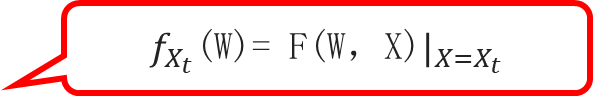 f_{X_t}(W)= F(W, X)|_{X=X_t}